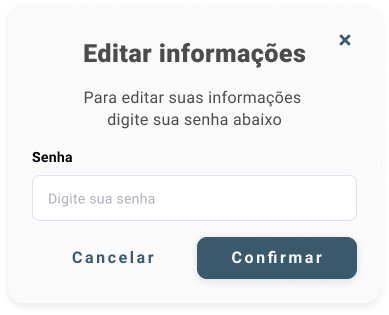 Editar informações
Para editar suas informações
digite sua senha abaixo
Senha
Digite sua senha
Cancelar
Confirmar